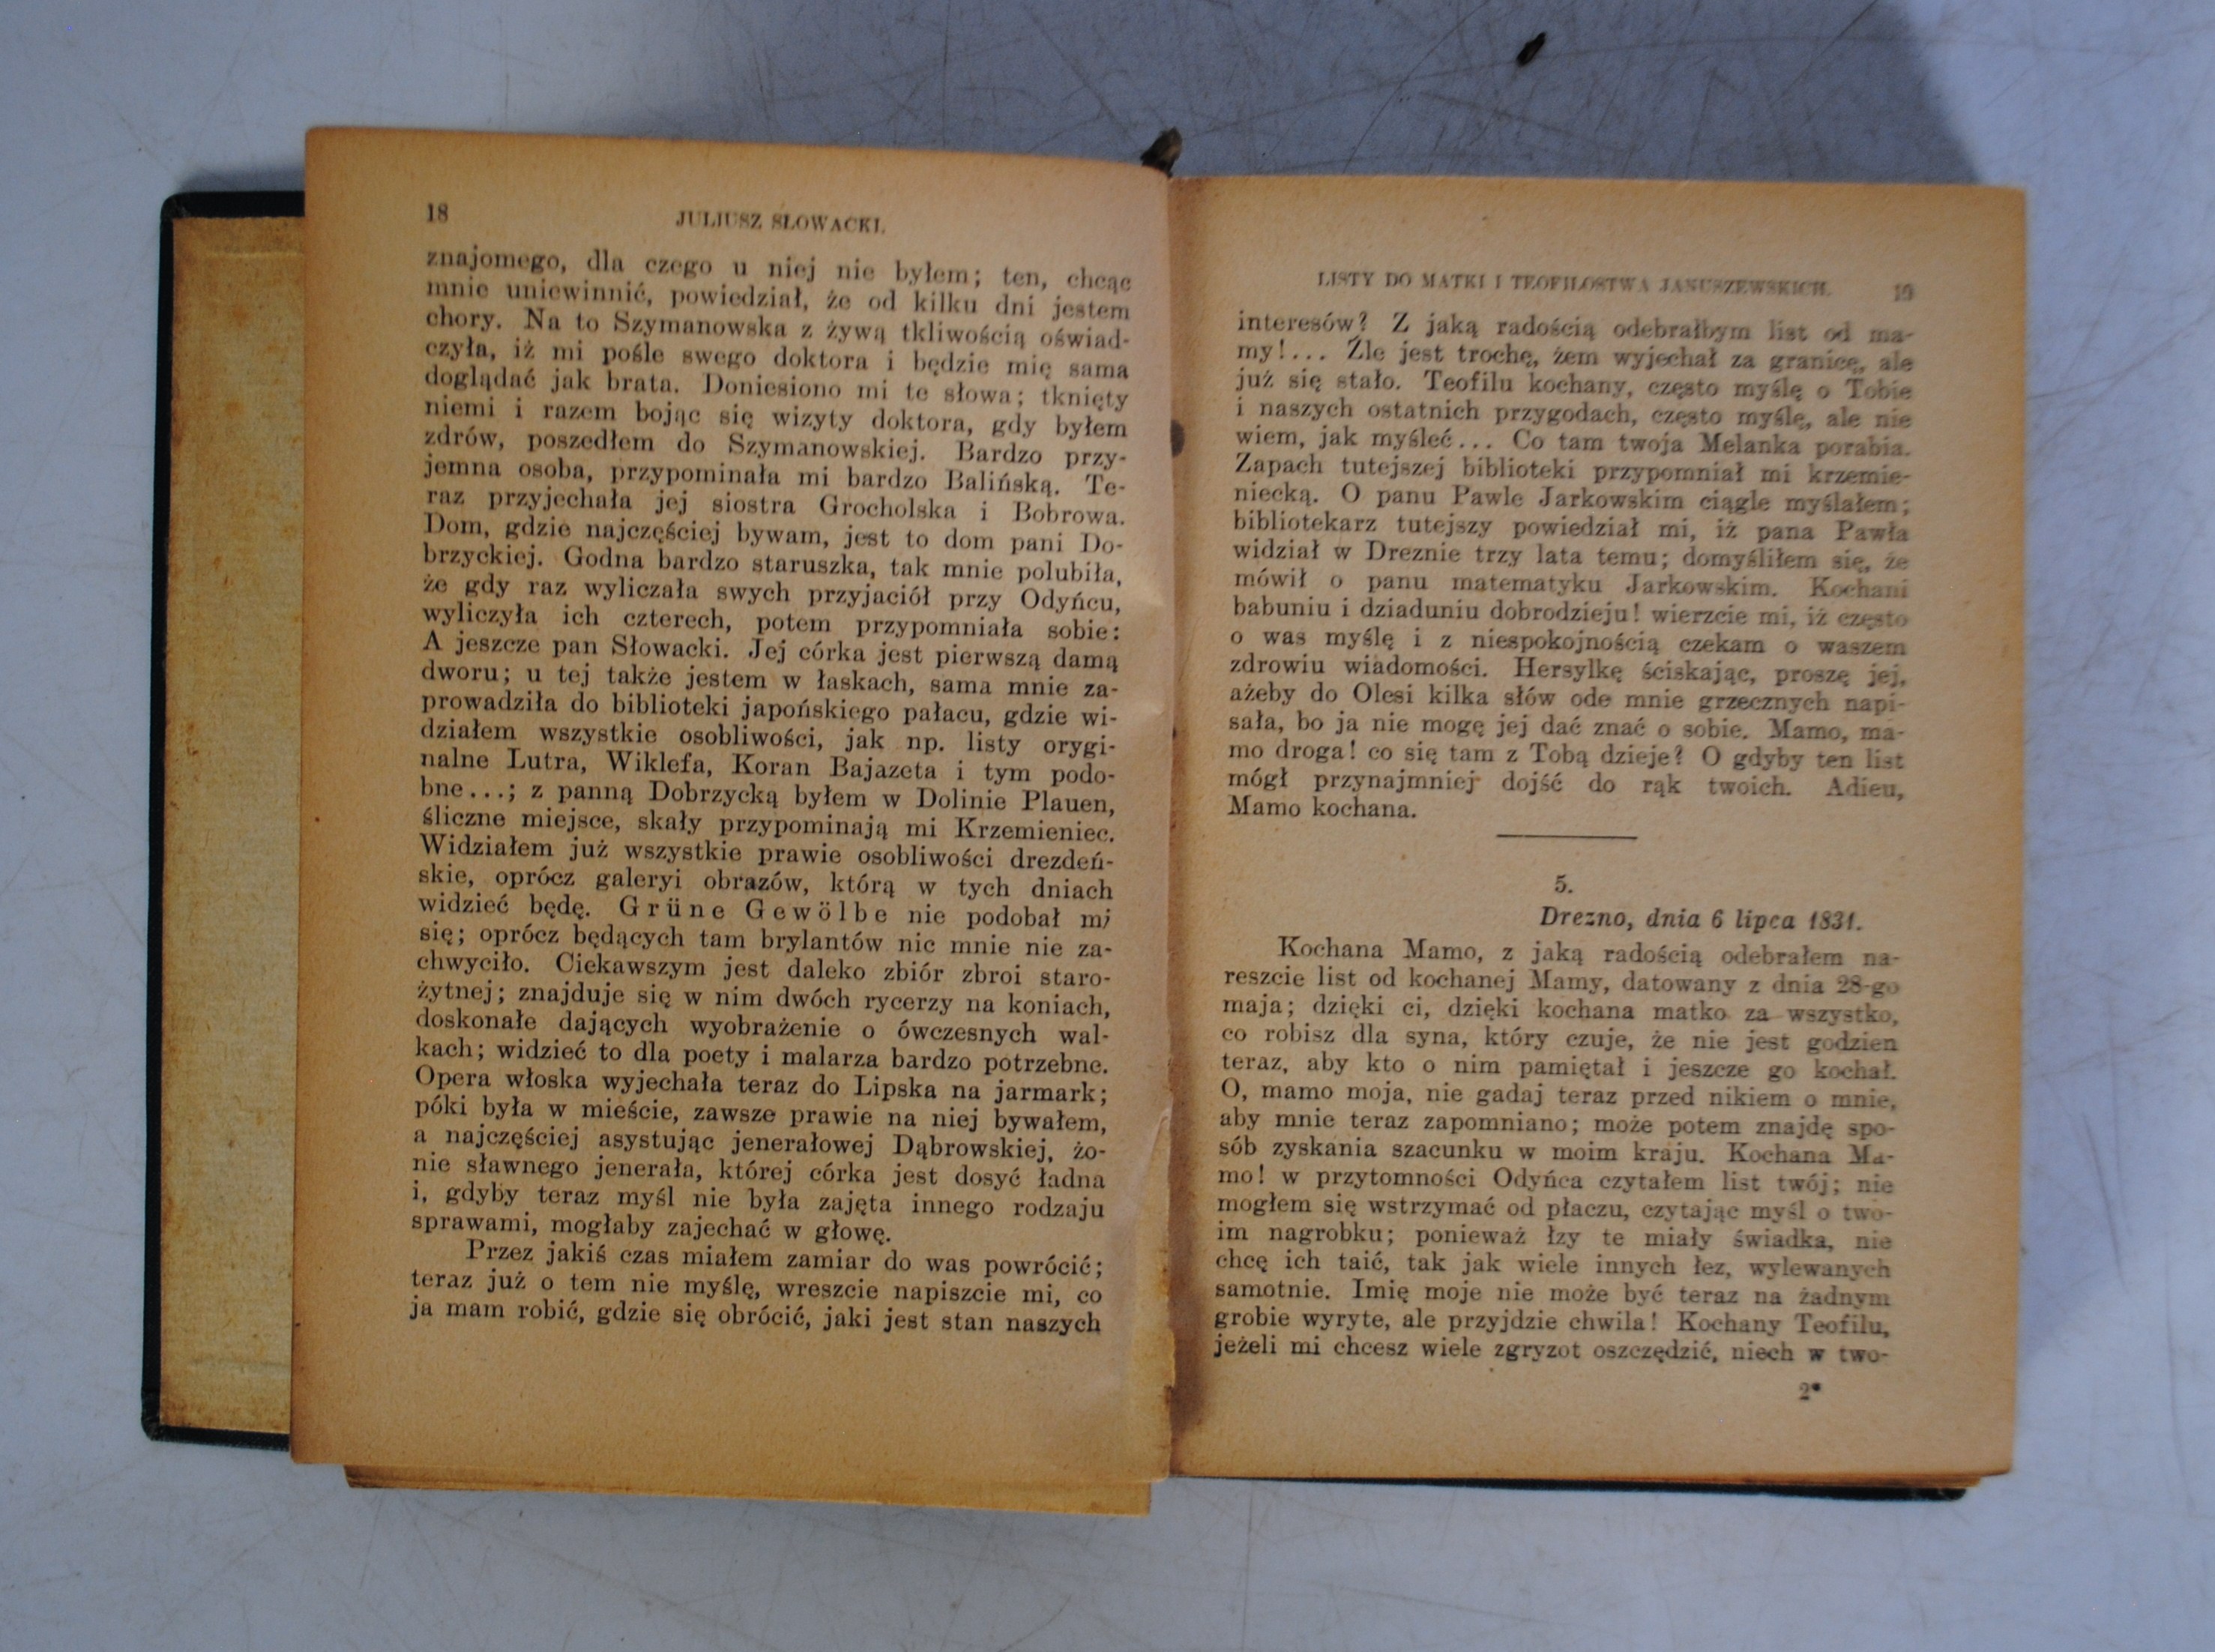 18
JULIUSZ SŁOWACKI.
znajomego, dla czego u niej nie byłem; ten, chcąc
mnie uniewinnić, powiedział, że od kilku dni jestem
chory. Na to Szymanowska z żywą tkliwością oświad-
czyła, iż mi pośle swego doktora i będzie mię sama
doglądać jak brata. Doniesiono mi te słowa; tknięty
niemi i razem bojąc się wizyty doktora, gdy byłem
zdrów, poszedłem do Szymanowskiej. Bardzo przy-
jemna osoba, przypominała mi bardzo Balińską. Te-
raz przyjechała jej siostra Grocholska i Bobrowa.
Dom, gdzie najczęściej bywam, jest to dom pani Do-
brzyckiej. Godna bardzo staruszka, tak mnie polubiła,
że gdy raz wyliczała swych przyjaciół przy Odyńcu,
wyliczyła ich czterech, potem przypomniała sobie:
A jeszcze pan Słowacki. Jej córka jest pierwszą damą
dworu; u tej także jestem w łaskach, sama mnie za-
prowadziła do biblioteki japońskiego pałacu, gdzie wi-
działem wszystkie osobliwości, jak np. listy orygi-
nalne Lutra, Wiklefa, Koran Bajazeta i tym podo-
bne...; z panną Dobrzycką byłem w Dolinie Plauen,
śliczne miejsce, skały przypominają mi Krzemieniec.
Widziałem już wszystkie prawie osobliwości drezdeń-
skie, oprócz galeryi obrazów, którą w tych dniach
widzieć będę. Grüne Gewölbe nie podobał mi
się; oprócz będących tam brylantów nic mnie nie za-
chwyciło. Ciekawszym jest daleko zbiór zbroi staro-
żytnej; znajduje się w nim dwóch rycerzy na koniach,
doskonałe dających wyobrażenie o ówczesnych wal-
kach; widzieć to dla poety i malarza bardzo potrzebne.
Opera włoska wyjechała teraz do Lipska na jarmark;
póki była w mieście, zawsze prawie na niej bywałem,
a najczęściej asystując jenerałowej Dąbrowskiej, żo-
nie sławnego jenerała, której córka jest dosyć ładna
i, gdyby teraz myśl nie była zajęta innego rodzaju
sprawami, mogłaby zajechać w głowę.
Przez jakiś czas miałem zamiar do was powrócić;
teraz już o tem nie myślę, wreszcie napiszcie mi, co
ja mam robić, gdzie się obrócić, jaki jest stan naszych
LISTY DO MATKI I TEOFILOSTWA JANUSZEWSKICH. 19
interesów? Z jaką radością odebrałbym list od ma-
my!... Źle jest trochę, żem wyjechał za granicę, ale
już się stało. Teofilu kochany, często myślę o Tobie
i naszych ostatnich przygodach, często myślę, ale nie
wiem, jak myśleć... Co tam twoja Melanka porabia.
Zapach tutejszej biblioteki przypomniał mi krzemie-
niecką. O panu Pawle Jarkowskim ciągle myślałem;
bibliotekarz tutejszy powiedział mi, iż pana Pawła
widział w Dreznie trzy lata temu; domyśliłem się, że
mówił o panu matematyku Jarkowskim. Kochani
babuniu i dziaduniu dobrodzieju! wierzcie mi, iż często
o was myślę i z niespokojnością czekam o waszem
zdrowiu wiadomości. Hersylkę ściskając, proszę jej,
ażeby do Olesi kilka słów ode mnie grzecznych napi-
sała, bo ja nie mogę jej dać znać o sobie. Mamo, ma-
mo droga! co się tam z Tobą dzieje? O gdyby ten list
mógł przynajmniej dojść do rąk twoich. Adieu,
Mamo kochana.
5.
Drezno, dnia 6 lipca 1831.
Kochana Mamo, z jaką radością odebrałem na-
reszcie list od kochanej Mamy, datowany z dnia 28-go
maja; dzięki ci, dzięki kochana matko za wszystko,
co robisz dla syna, który czuje, że nie jest godzien
teraz, aby kto o nim pamiętał i jeszcze go kochał.
O, mamo moja, nie gadaj teraz przed nikiem o mnie,
aby mnie teraz zapomniano; może potem znajdę spo-
sób zyskania szacunku w moim kraju. Kochana Ma-
mo! w przytomności Odyńca czytałem list twój; nie
mogłem się wstrzymać od płaczu, czytając myśl o two-
im nagrobku; ponieważ łzy te miały świadka, nie
chcę ich taić, tak jak wiele innych łez, wylewanych
samotnie. Imię moje nie może być teraz na żadnym
grobie wyryte, ale przyjdzie chwila! Kochany Teofilu,
jeżeli mi chcesz wiele zgryzot oszczędzić, niech w two-
2*